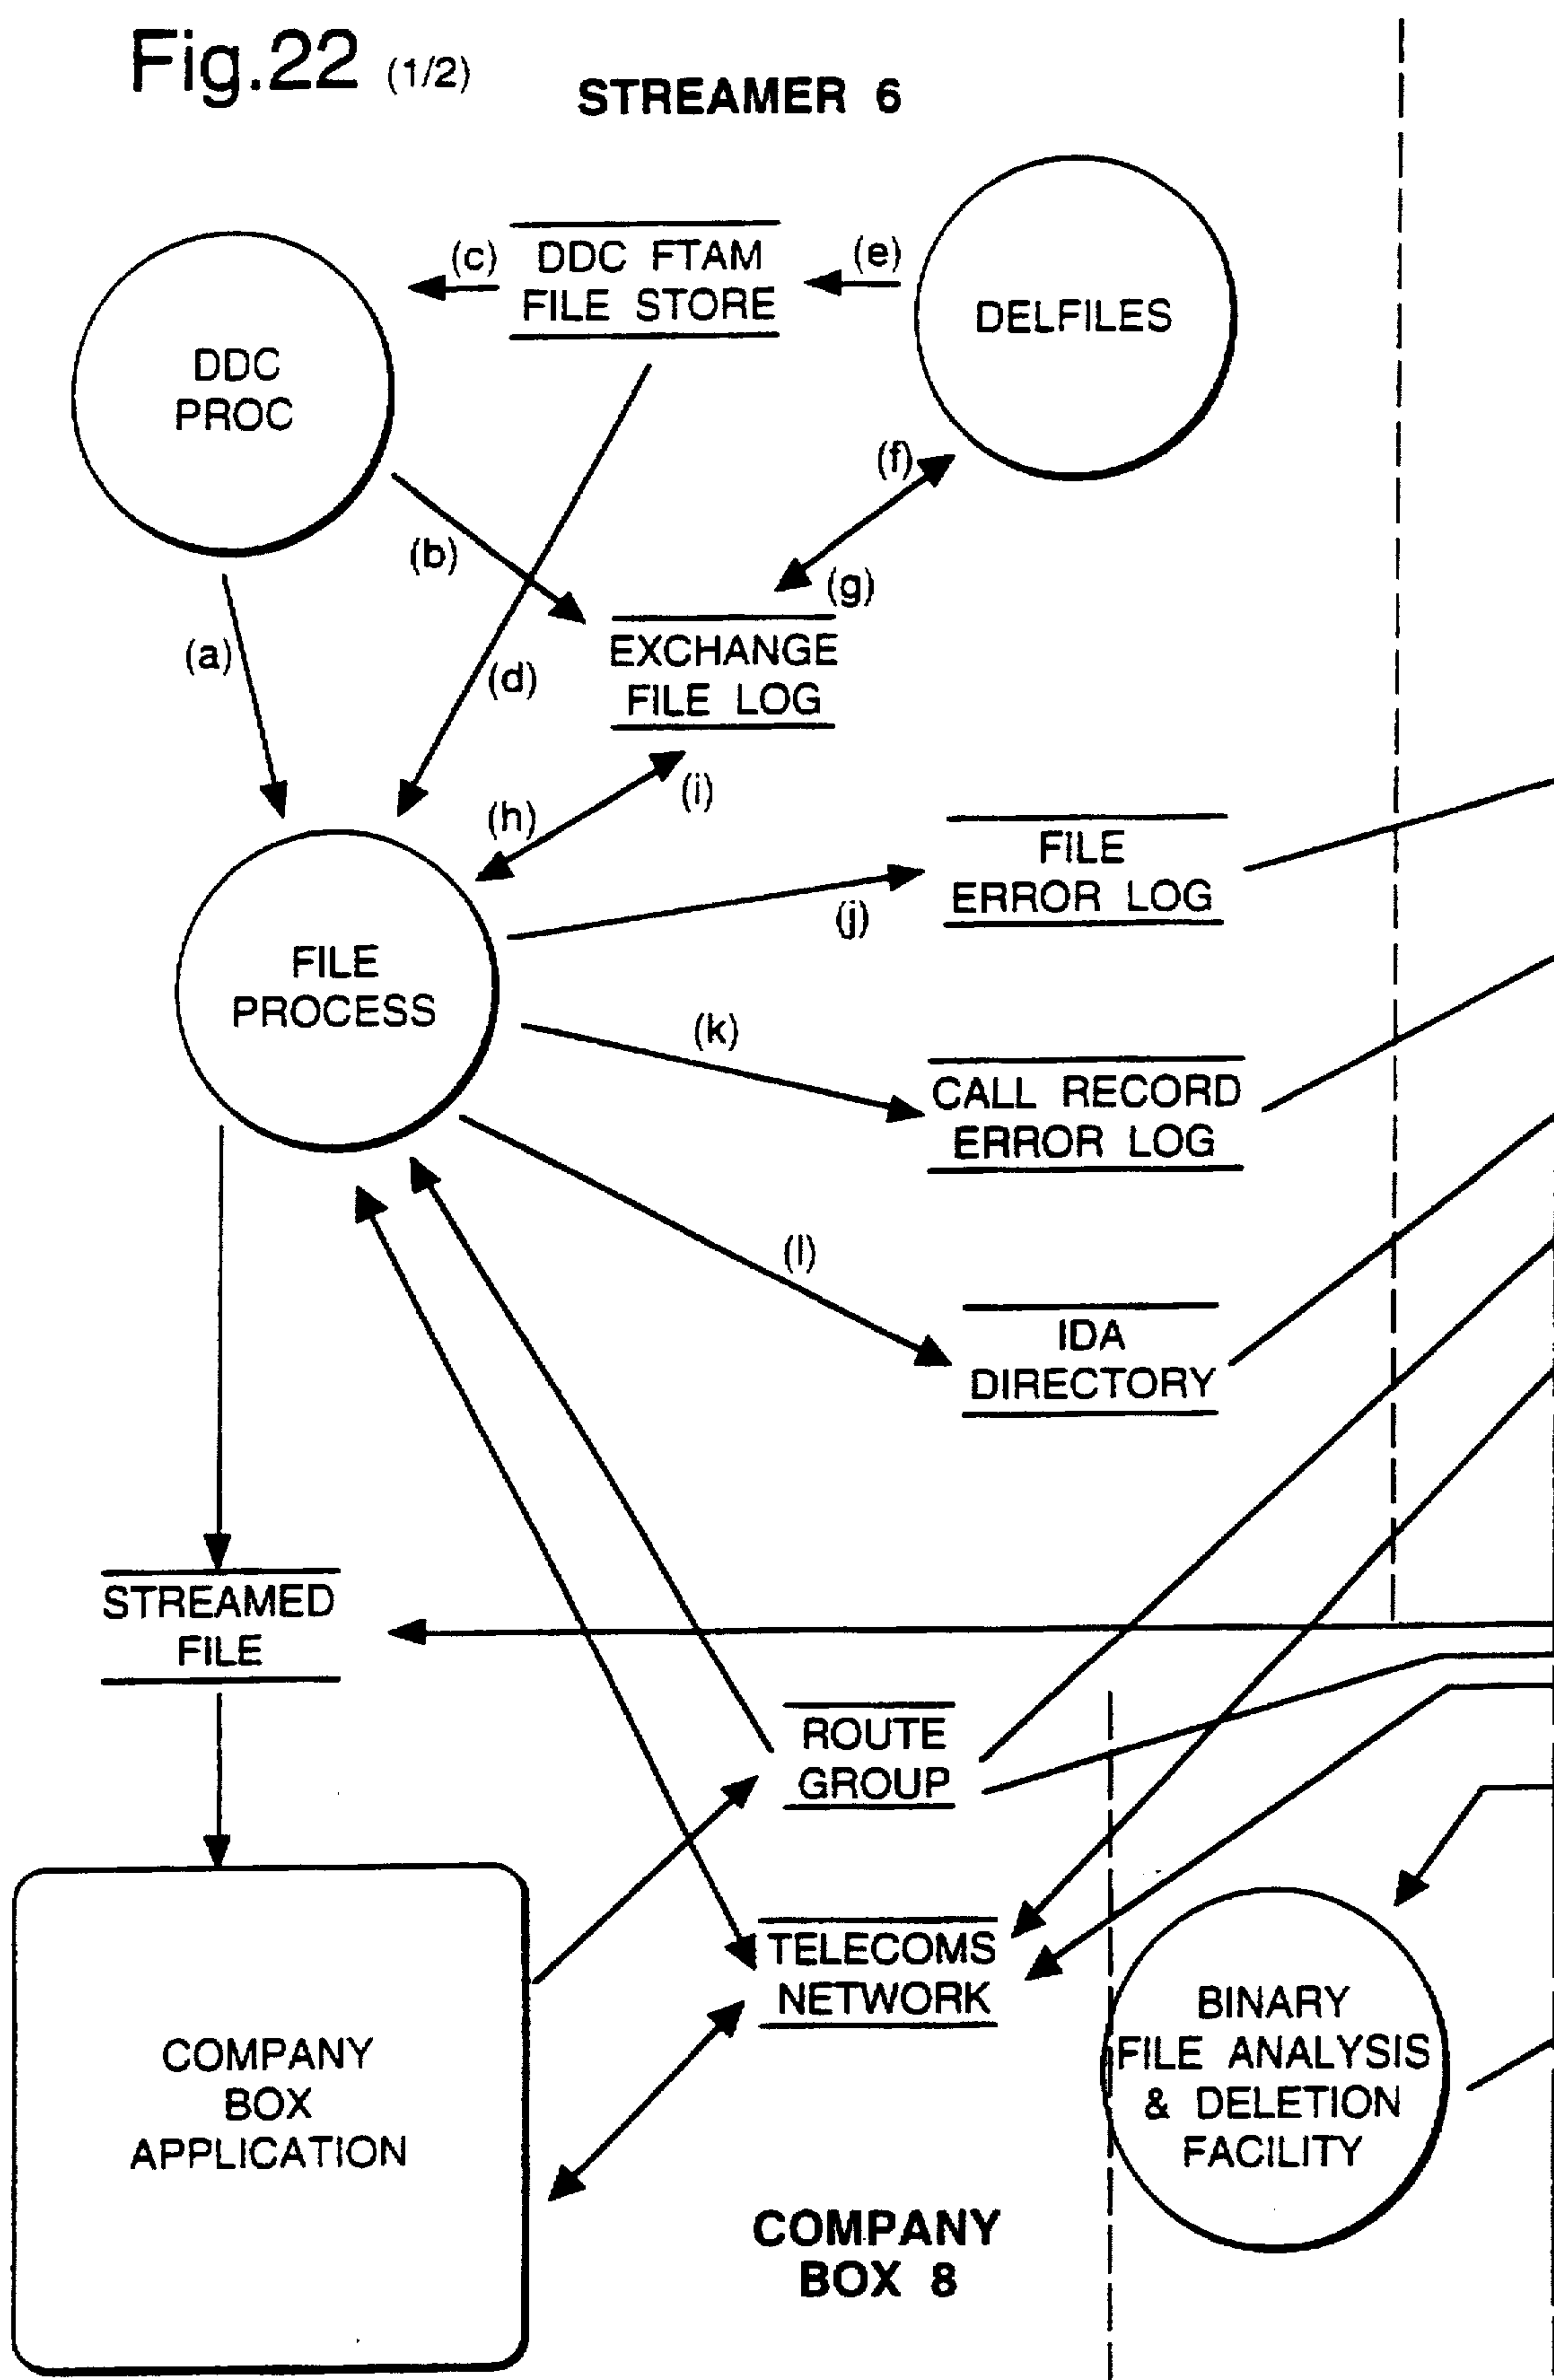 Fig.22 (1/2)
STREAMER 6
(c)
DDC FTAM
FILE STORE
(e)
DELFILES
DDC
PROC
(f)
(b)
(g)
(a)
(d)
EXCHANGE
FILE LOG
(h)
(i)
FILE
ERROR LOG
(j)
FILE
PROCESS
(k)
CALL RECORD
ERROR LOG
(l)
IDA
DIRECTORY
STREAMED
FILE
ROUTE
GROUP
TELECOMS
NETWORK
BINARY
FILE ANALYSIS
& DELETION
FACILITY
COMPANY
BOX
APPLICATION
COMPANY
BOX 8